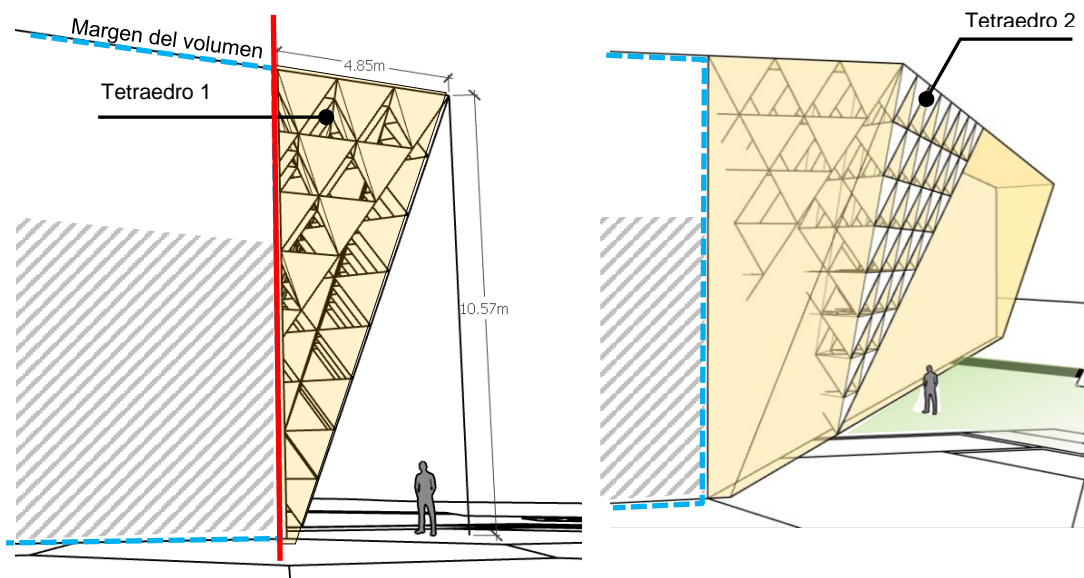 Margen del volumen
4.85m
Tetraedro 1
10.57m
Tetraedro 2